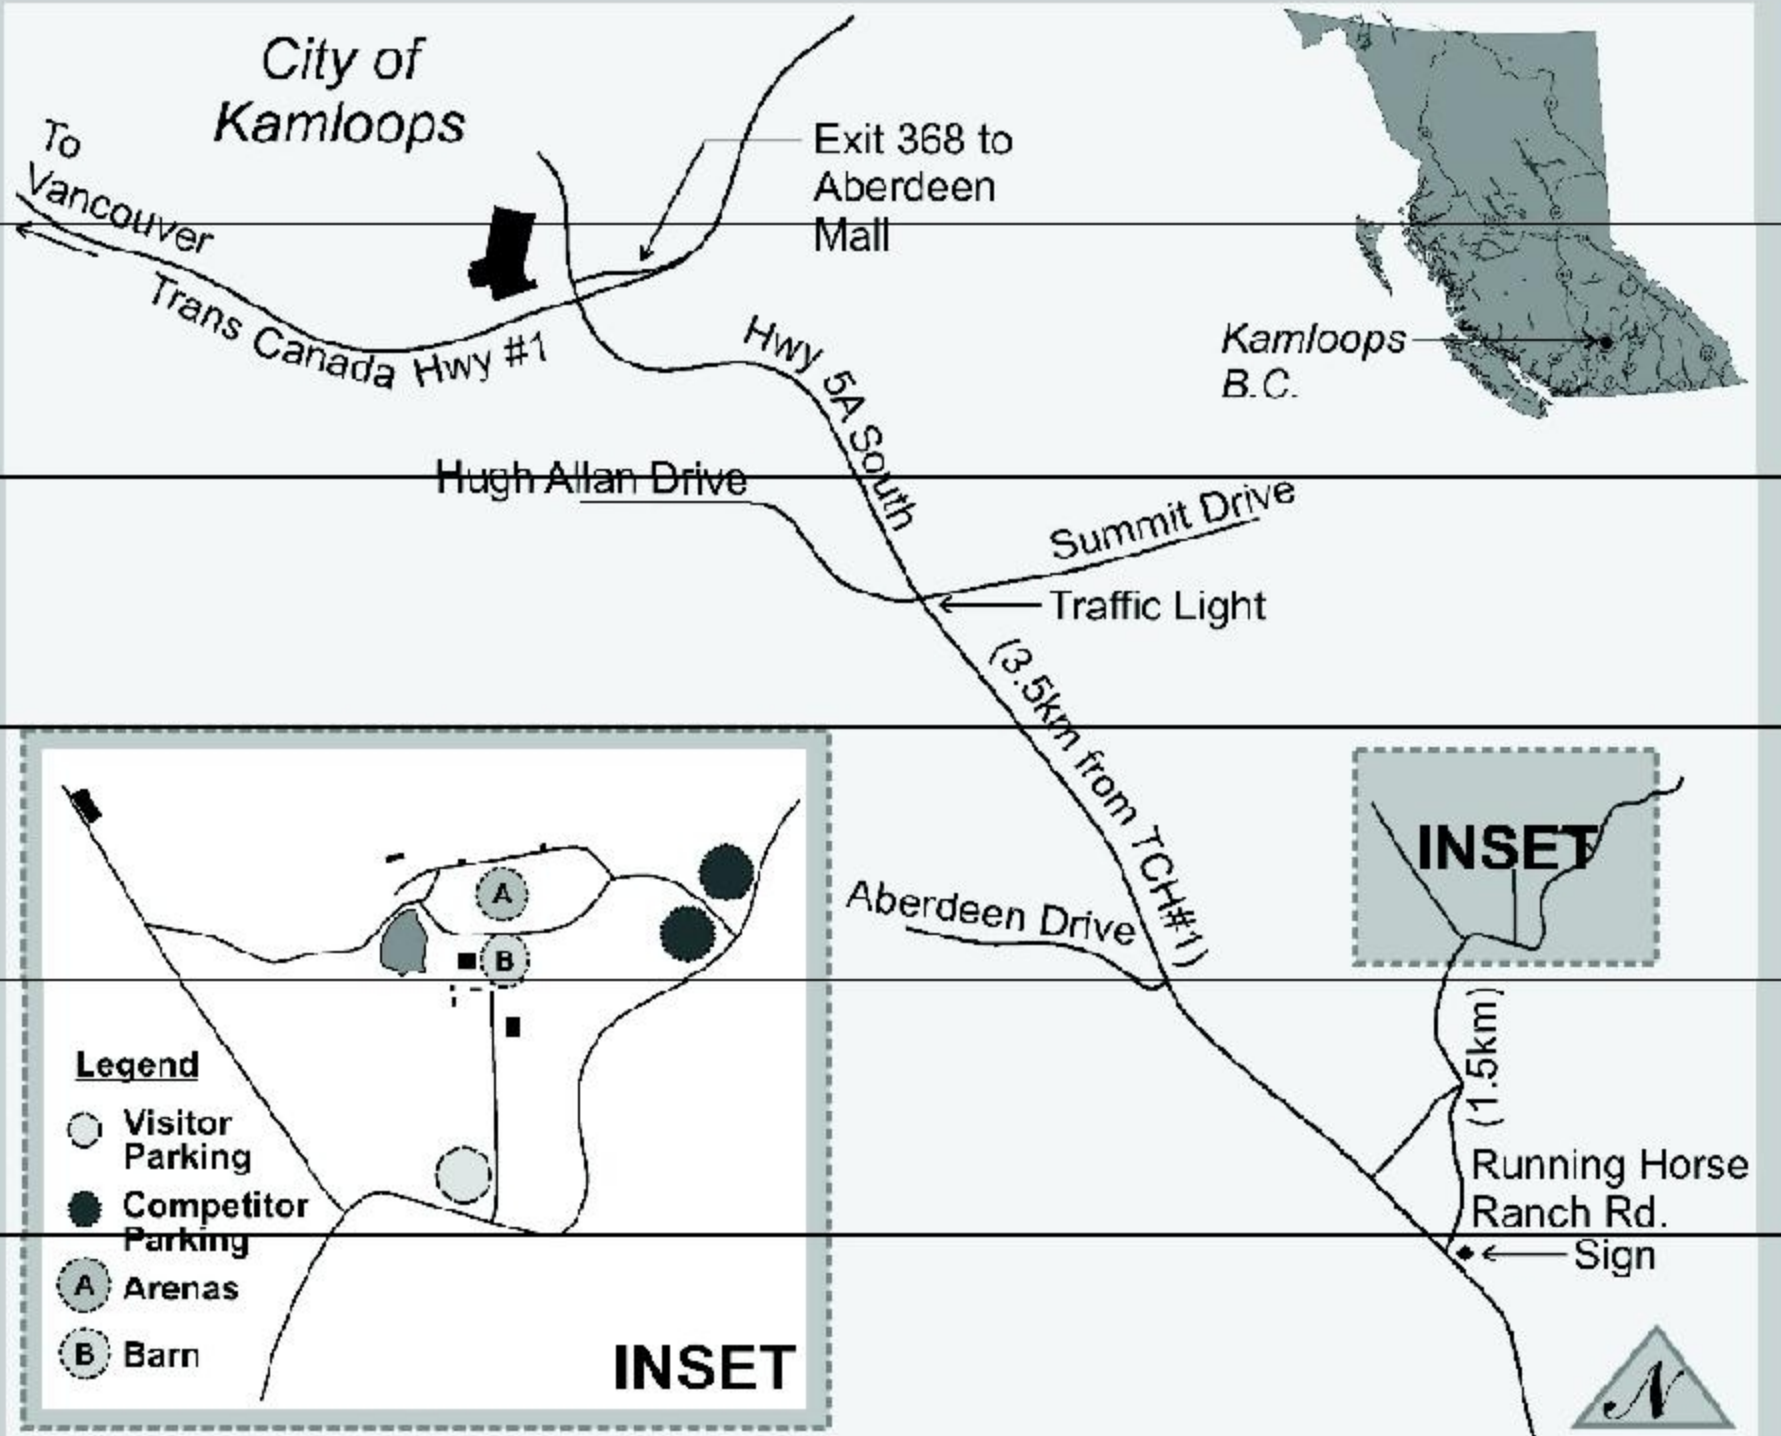 City of
Kamloops
To
Vancouver
Trans Canada Hwy #1
Exit 368 to
Aberdeen
Mall
Hwy 5A South
Kamloops
B.C.
Hugh Allan Drive
Summit Drive
Traffic Light
(3.5km from TCH#1)
Aberdeen Drive
INSET
(1.5km)
Running Horse
Ranch Rd.
Sign
N
A
B
Legend
Visitor
Parking
Competitor
Parking
A Arenas
B Barn
INSET